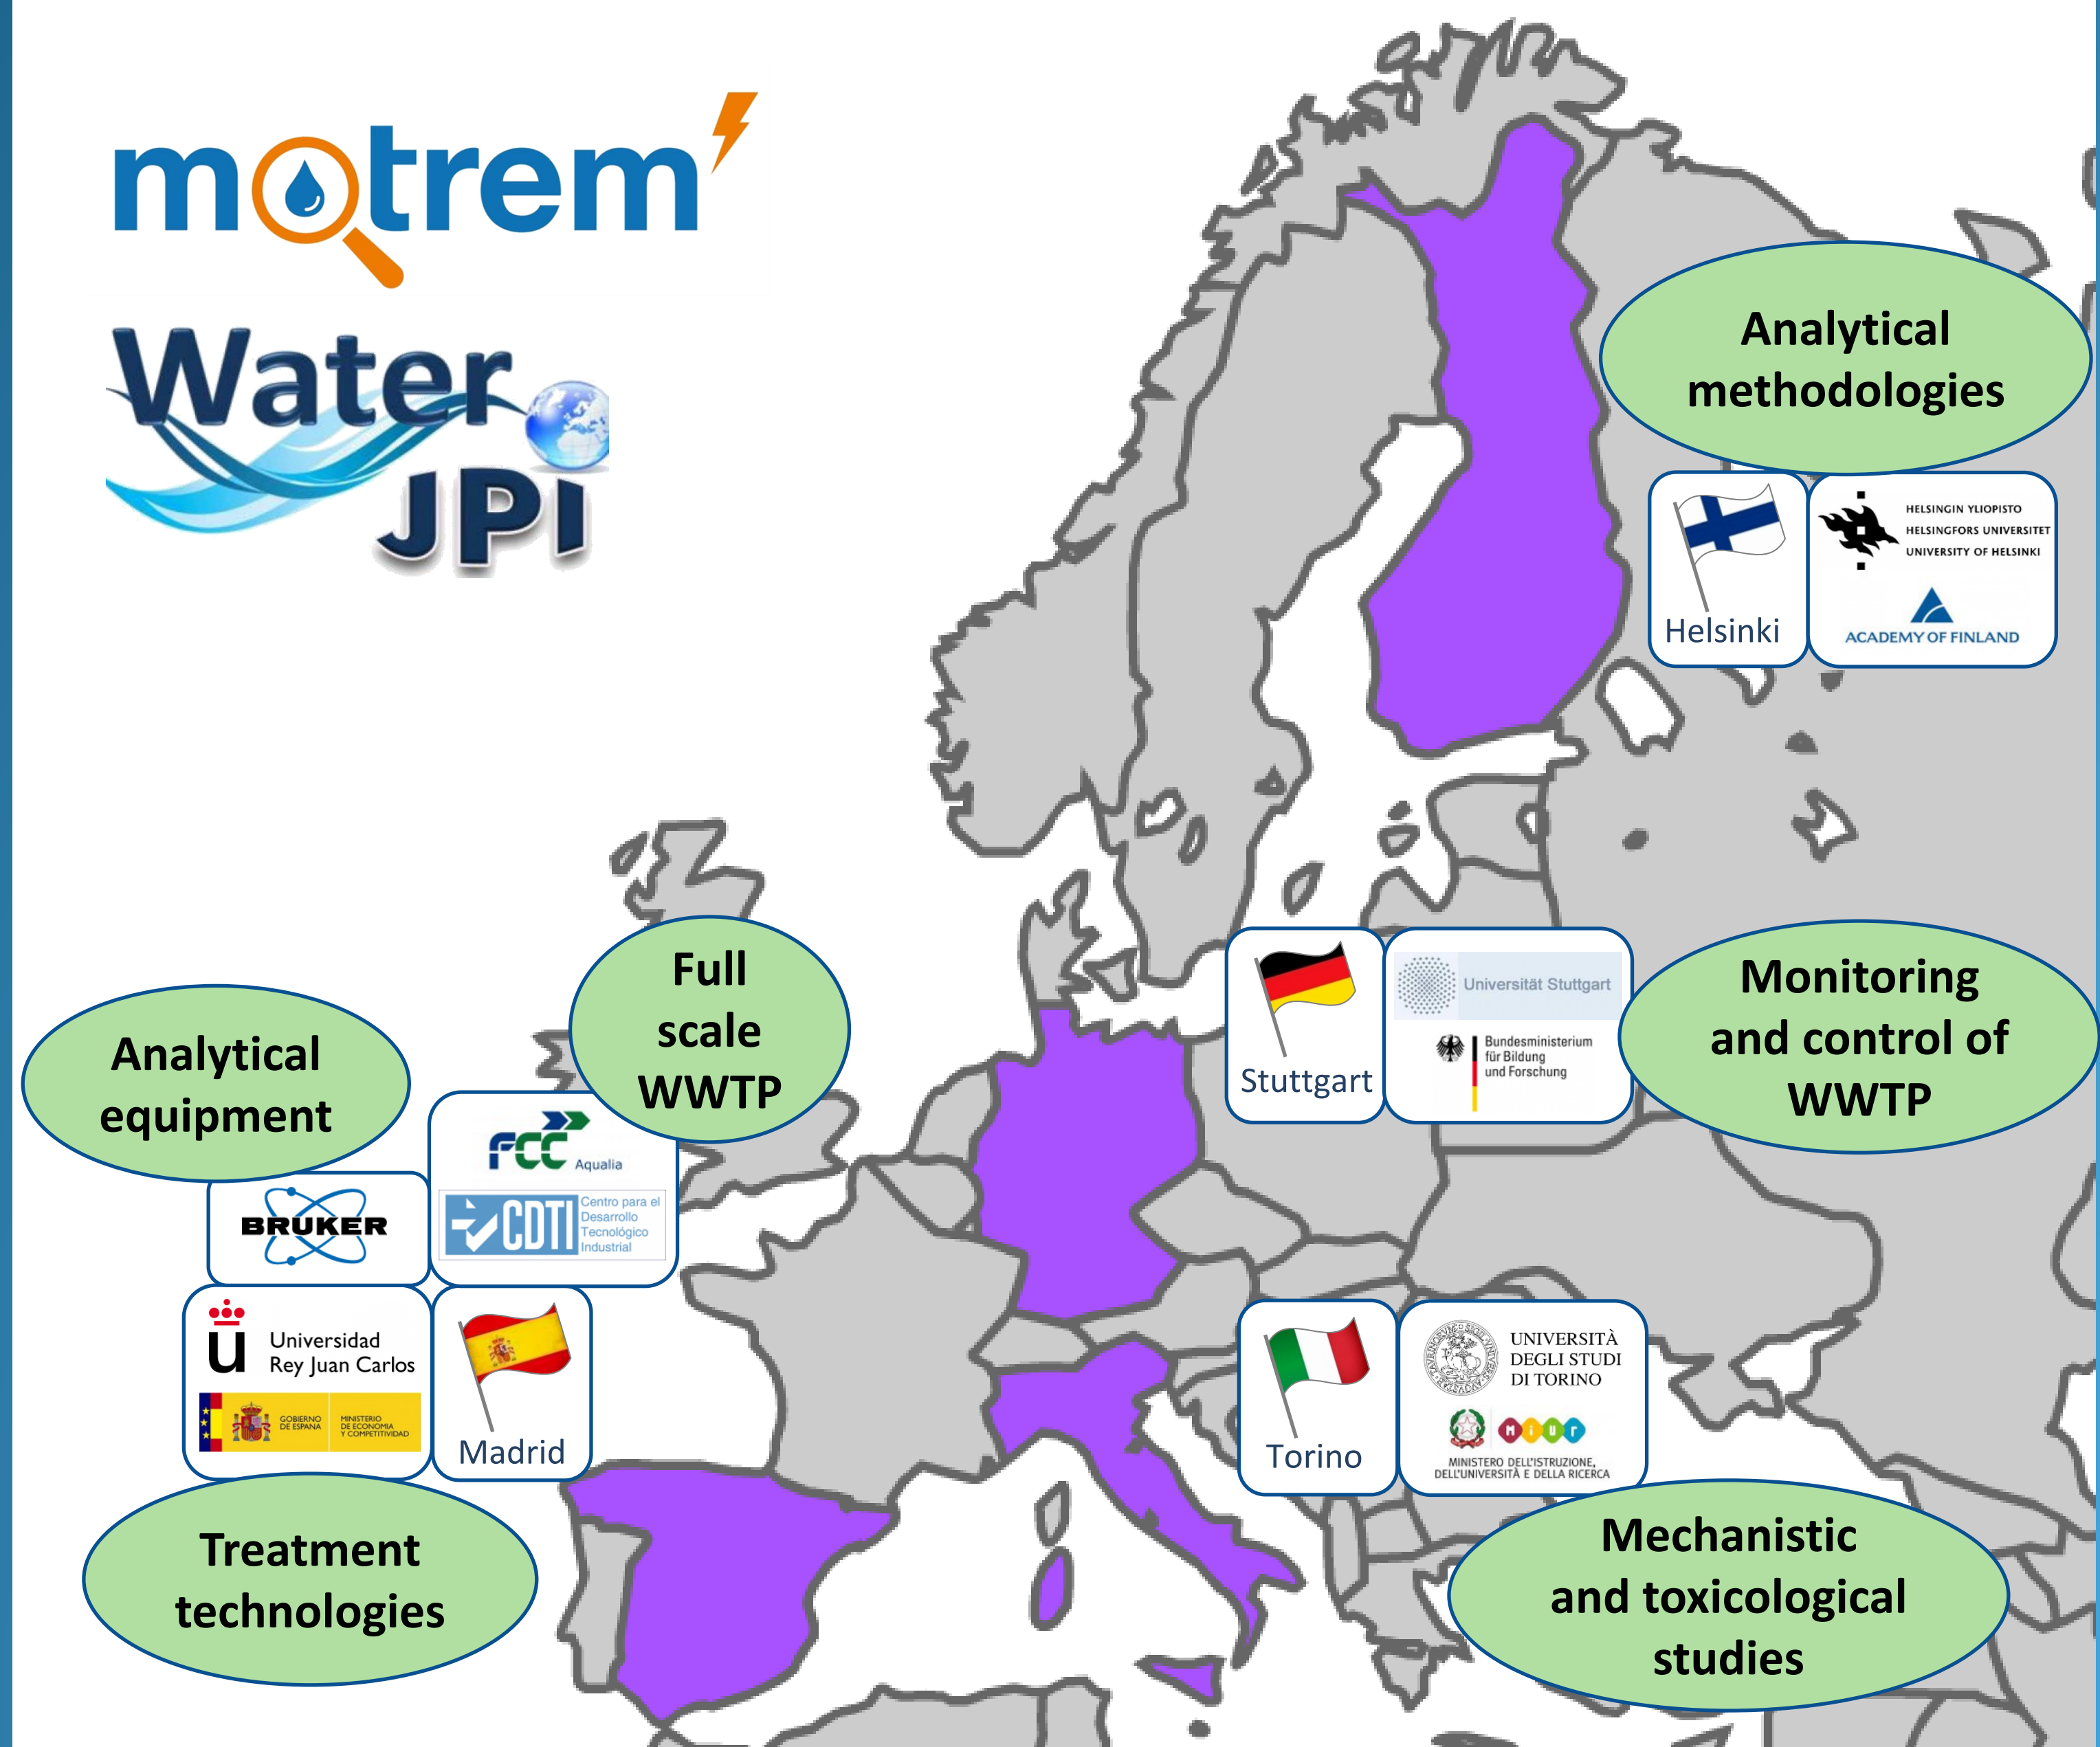 motrem
Water
JPI
Analytical
methodologies
HELSINGIN YLIOPISTO
HELSINGFORS UNIVERSITET
UNIVERSITY OF HELSINKI
Helsinki
ACADEMY OF FINLAND
Full
scale
WWTP
Analytical
equipment
FCC
Aqualia
BRUKER
CDTI
Centro para el
Desarrollo
Tecnológico
Industrial
Universidad
Rey Juan Carlos
GOBIERNO
DE ESPAÑA
MINISTERIO
DE ECONOMIA
Y COMPETITIVIDAD
Madrid
Treatment
technologies
Stuttgart
Universität Stuttgart
Bundesministerium
für Bildung
und Forschung
Monitoring
and control of
WWTP
Torino
UNIVERSITÀ
DEGLI STUDI
DI TORINO
MIUR
MINISTERO DELL'ISTRUZIONE,
DELL'UNIVERSITÀ E DELLA RICERCA
Mechanistic
and toxicological
studies